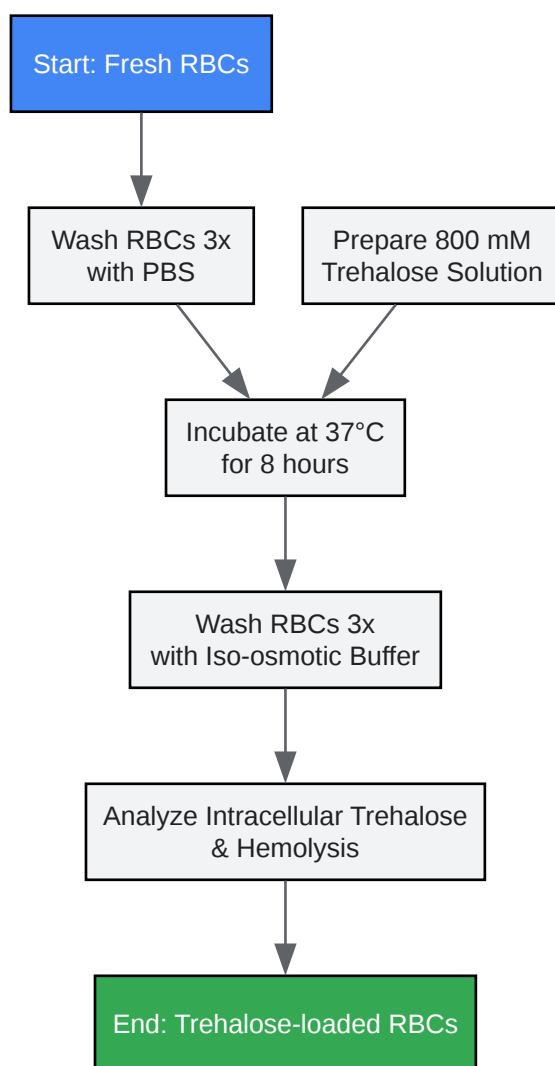 Start: Fresh RBCs
Wash RBCs 3x
with PBS
Prepare 800 mM
Trehalose Solution
Incubate at 37°C
for 8 hours
Wash RBCs 3x
with Iso-osmotic Buffer
Analyze Intracellular Trehalose
& Hemolysis
End: Trehalose-loaded RBCs